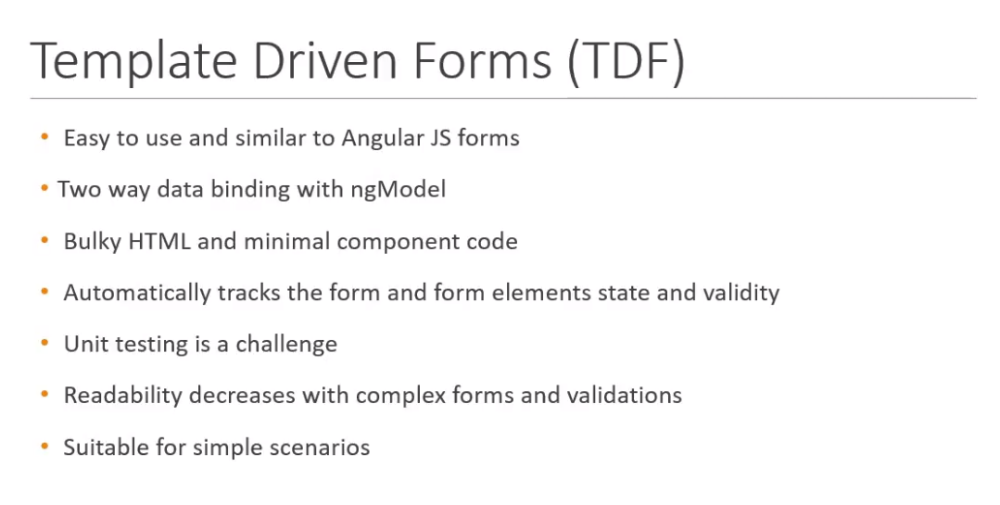 Template Driven Forms (TDF)
• Easy to use and similar to Angular JS forms
• Two way data binding with ngModel
• Bulky HTML and minimal component code
• Automatically tracks the form and form elements state and validity
• Unit testing is a challenge
• Readability decreases with complex forms and validations
• Suitable for simple scenarios